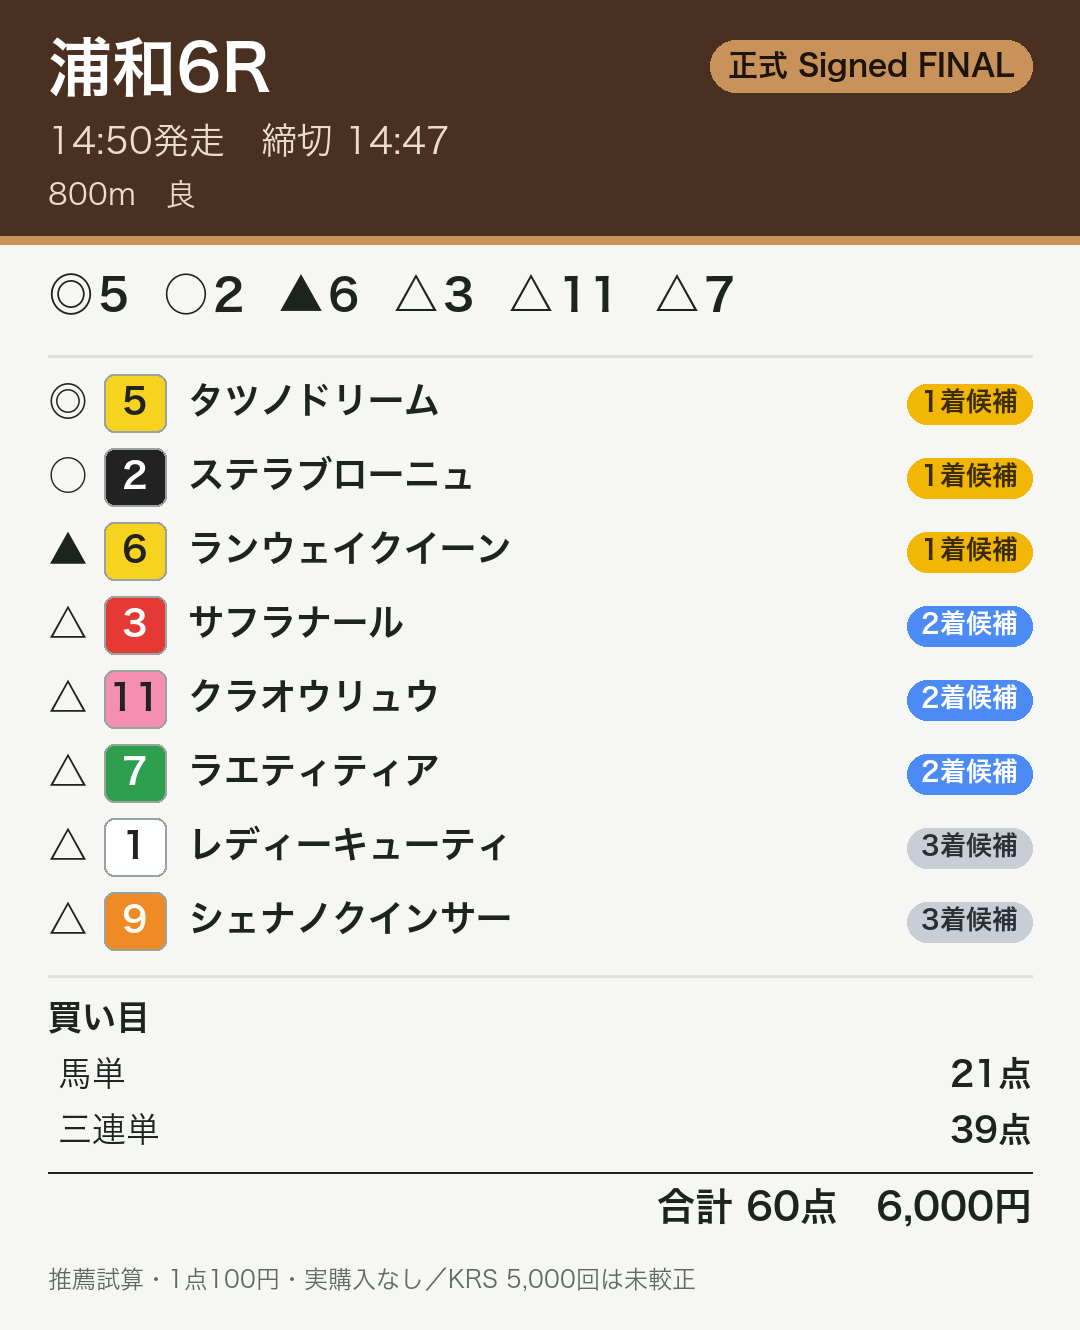 浦和6R
正式 Signed FINAL
14:50発走　締切 14:47
800m　良
◎5 ○2 ▲6 △3 △11 △7
◎ 5 タツノドリーム 1着候補
○ 2 ステラブローニュ 1着候補
▲ 6 ランウェイクイーン 1着候補
△ 3 サフラナール 2着候補
△ 11 クラオウリュウ 2着候補
△ 7 ラエティティア 2着候補
△ 1 レディーキューティ 3着候補
△ 9 シェナノクインサー 3着候補
買い目
馬単 21点
三連単 39点
合計 60点　6,000円
推薦試算・1点100円・実購入なし／KRS 5,000回は未較正